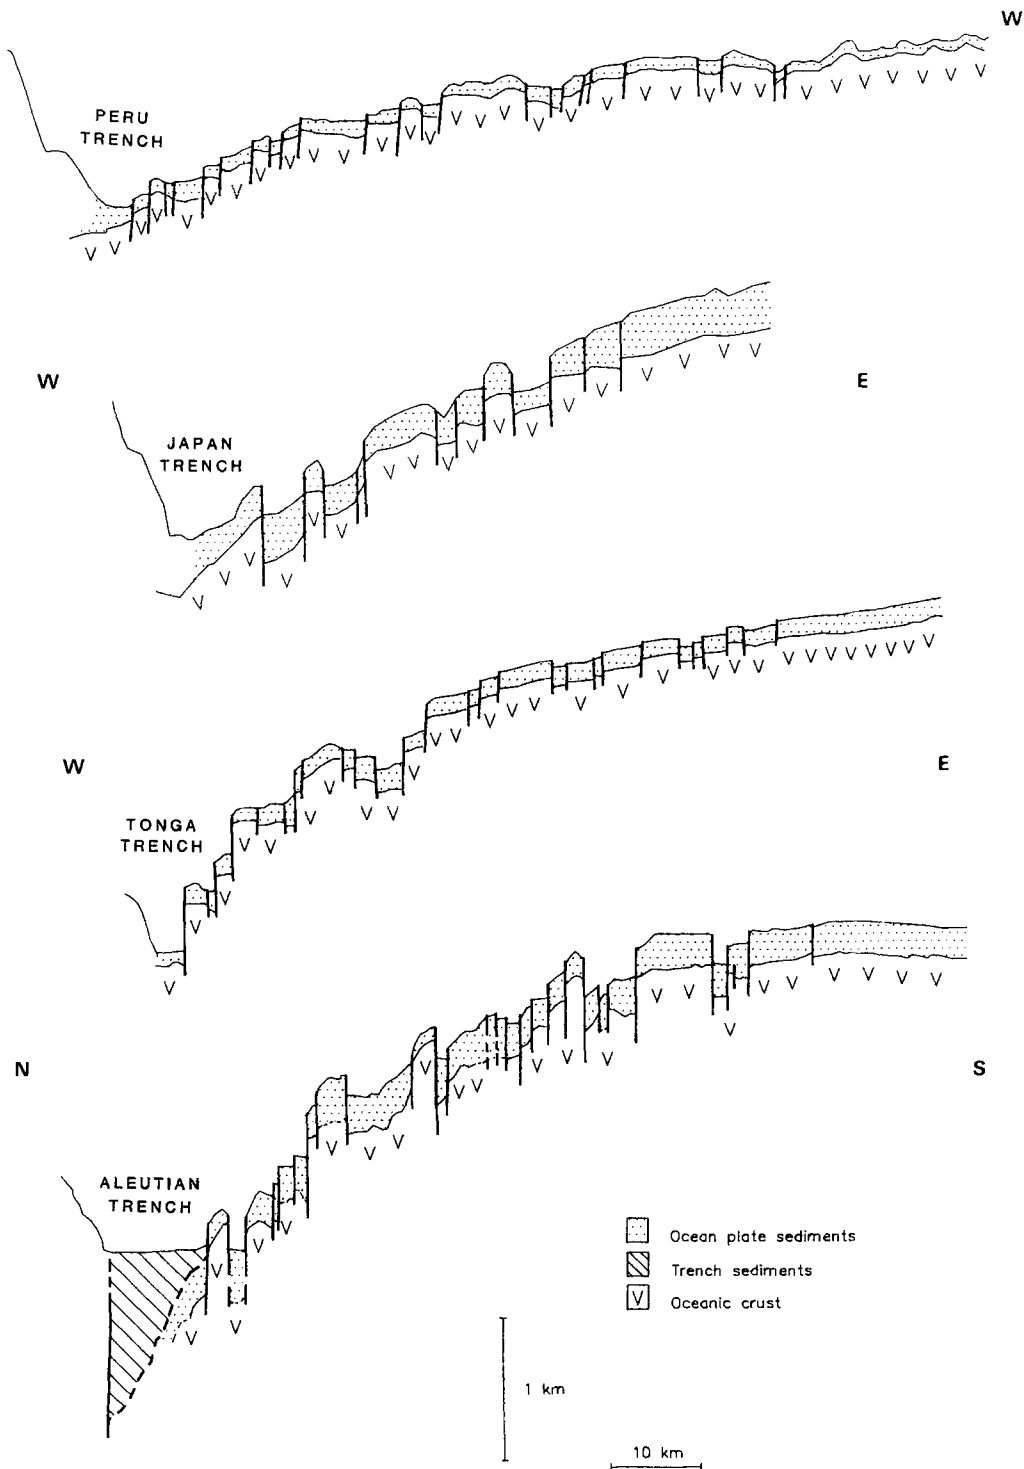 W
PERU
TRENCH
W
E
JAPAN
TRENCH
W
E
TONGA
TRENCH
N
S
ALEUTIAN
TRENCH
Ocean plate sediments
Trench sediments
V Oceanic crust
1 km
10 km